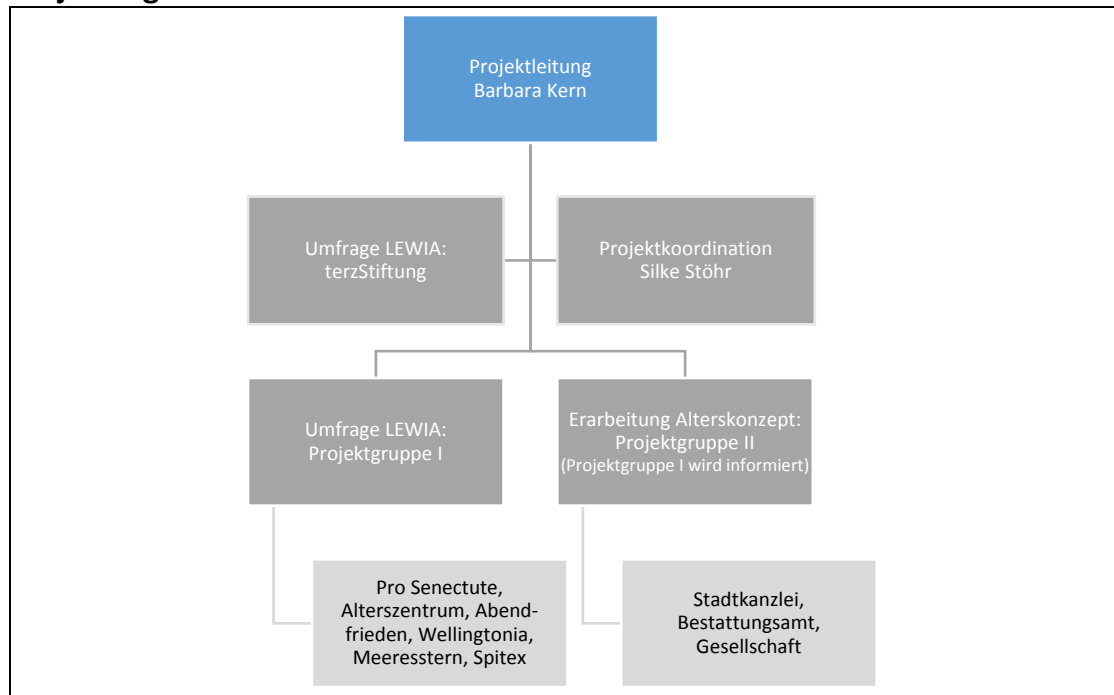 Projektleitung
Barbara Kern
Umfrage LEWIA:
terzStiftung
Projektkoordination
Silke Stöhr
Umfrage LEWIA:
Projektgruppe I
Erarbeitung Alterskonzept:
Projektgruppe II
(Projektgruppe I wird informiert)
Pro Senectute,
Alterszentrum, Abend-
frieden, Wellingtonia,
Meeresstern, Spitex
Stadtkanzlei,
Bestattungsamt,
Gesellschaft